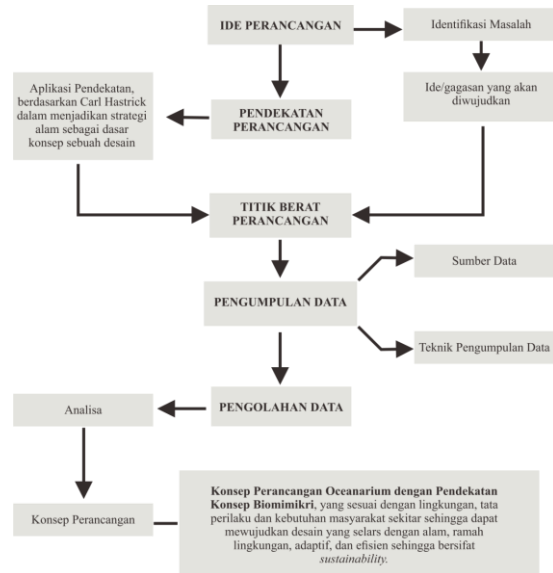 IDE PERANCANGAN
Identifikasi Masalah
Aplikasi Pendekatan,
berdasarkan Carl Hastrick
dalam menjadikan strategi
alam sebagai dasar
konsep sebuah desain
PENDEKATAN
PERANCANGAN
Ide/gagasan yang akan
diwujudkan
TITIK BERAT
PERANCANGAN
Sumber Data
PENGUMPULAN DATA
Teknik Pengumpulan Data
Analisa
PENGOLAHAN DATA
Konsep Perancangan
Konsep Perancangan Oceanarium dengan Pendekatan
Konsep Biomimikri, yang sesuai dengan lingkungan, tata
perilaku dan kebutuhan masyarakat sekitar sehingga dapat
mewujudkan desain yang selars dengan alam, ramah
lingkungan, adaptif, dan efisien sehingga bersifat
sustainability.